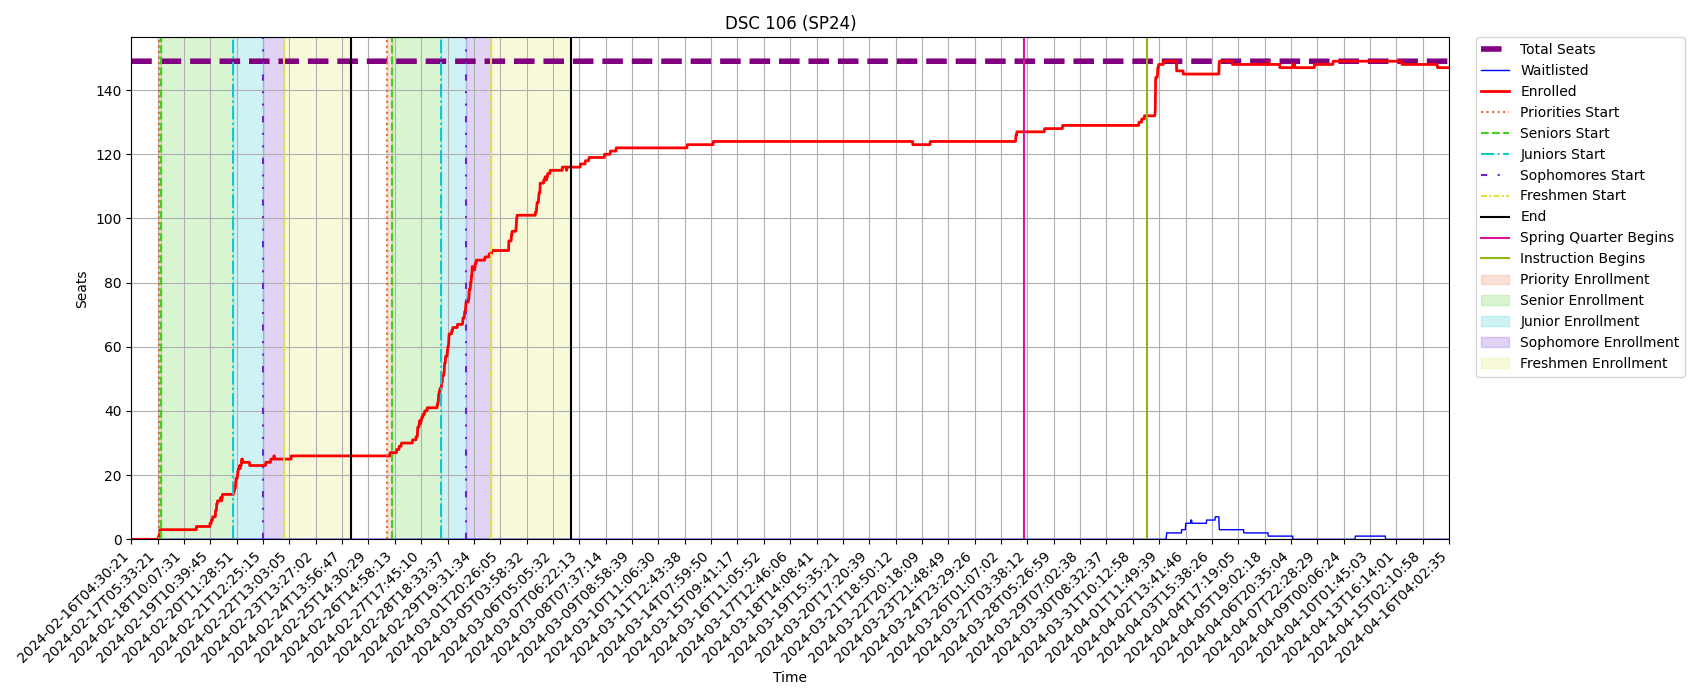 DSC 106 (SP24)
Seats
140
120
100
80
60
40
20
0
2024-02-16T04:30:21
2024-02-17T05:33:21
2024-02-18T10:07:31
2024-02-19T10:39:45
2024-02-20T11:28:51
2024-02-21T12:25:15
2024-02-22T13:03:05
2024-02-23T13:27:02
2024-02-24T13:56:47
2024-02-25T14:30:29
2024-02-26T14:58:13
2024-02-27T17:45:10
2024-02-28T18:33:37
2024-02-29T19:31:34
2024-03-01T20:26:05
2024-03-05T03:58:32
2024-03-06T05:05:32
2024-03-07T06:22:13
2024-03-08T07:37:14
2024-03-09T08:58:39
2024-03-10T11:06:30
2024-03-11T12:43:38
2024-03-14T07:59:50
2024-03-15T09:41:17
2024-03-16T11:05:52
2024-03-17T12:46:06
2024-03-18T14:08:41
2024-03-19T15:35:21
2024-03-20T17:20:39
2024-03-21T18:50:12
2024-03-22T20:18:09
2024-03-23T21:48:49
2024-03-24T23:29:26
2024-03-26T01:07:02
2024-03-27T03:38:12
2024-03-28T05:26:59
2024-03-29T07:02:38
2024-03-30T08:32:37
2024-03-31T10:12:58
2024-04-01T11:49:39
2024-04-02T13:41:46
2024-04-03T15:38:26
2024-04-04T17:19:05
2024-04-05T19:02:18
2024-04-06T20:35:04
2024-04-07T22:28:29
2024-04-09T00:06:24
2024-04-10T01:45:03
2024-04-13T16:14:01
2024-04-15T02:10:58
2024-04-16T04:02:35
Time
Total Seats
Waitlisted
Enrolled
Priorities Start
Seniors Start
Juniors Start
Sophomores Start
Freshmen Start
End
Spring Quarter Begins
Instruction Begins
Priority Enrollment
Senior Enrollment
Junior Enrollment
Sophomore Enrollment
Freshmen Enrollment